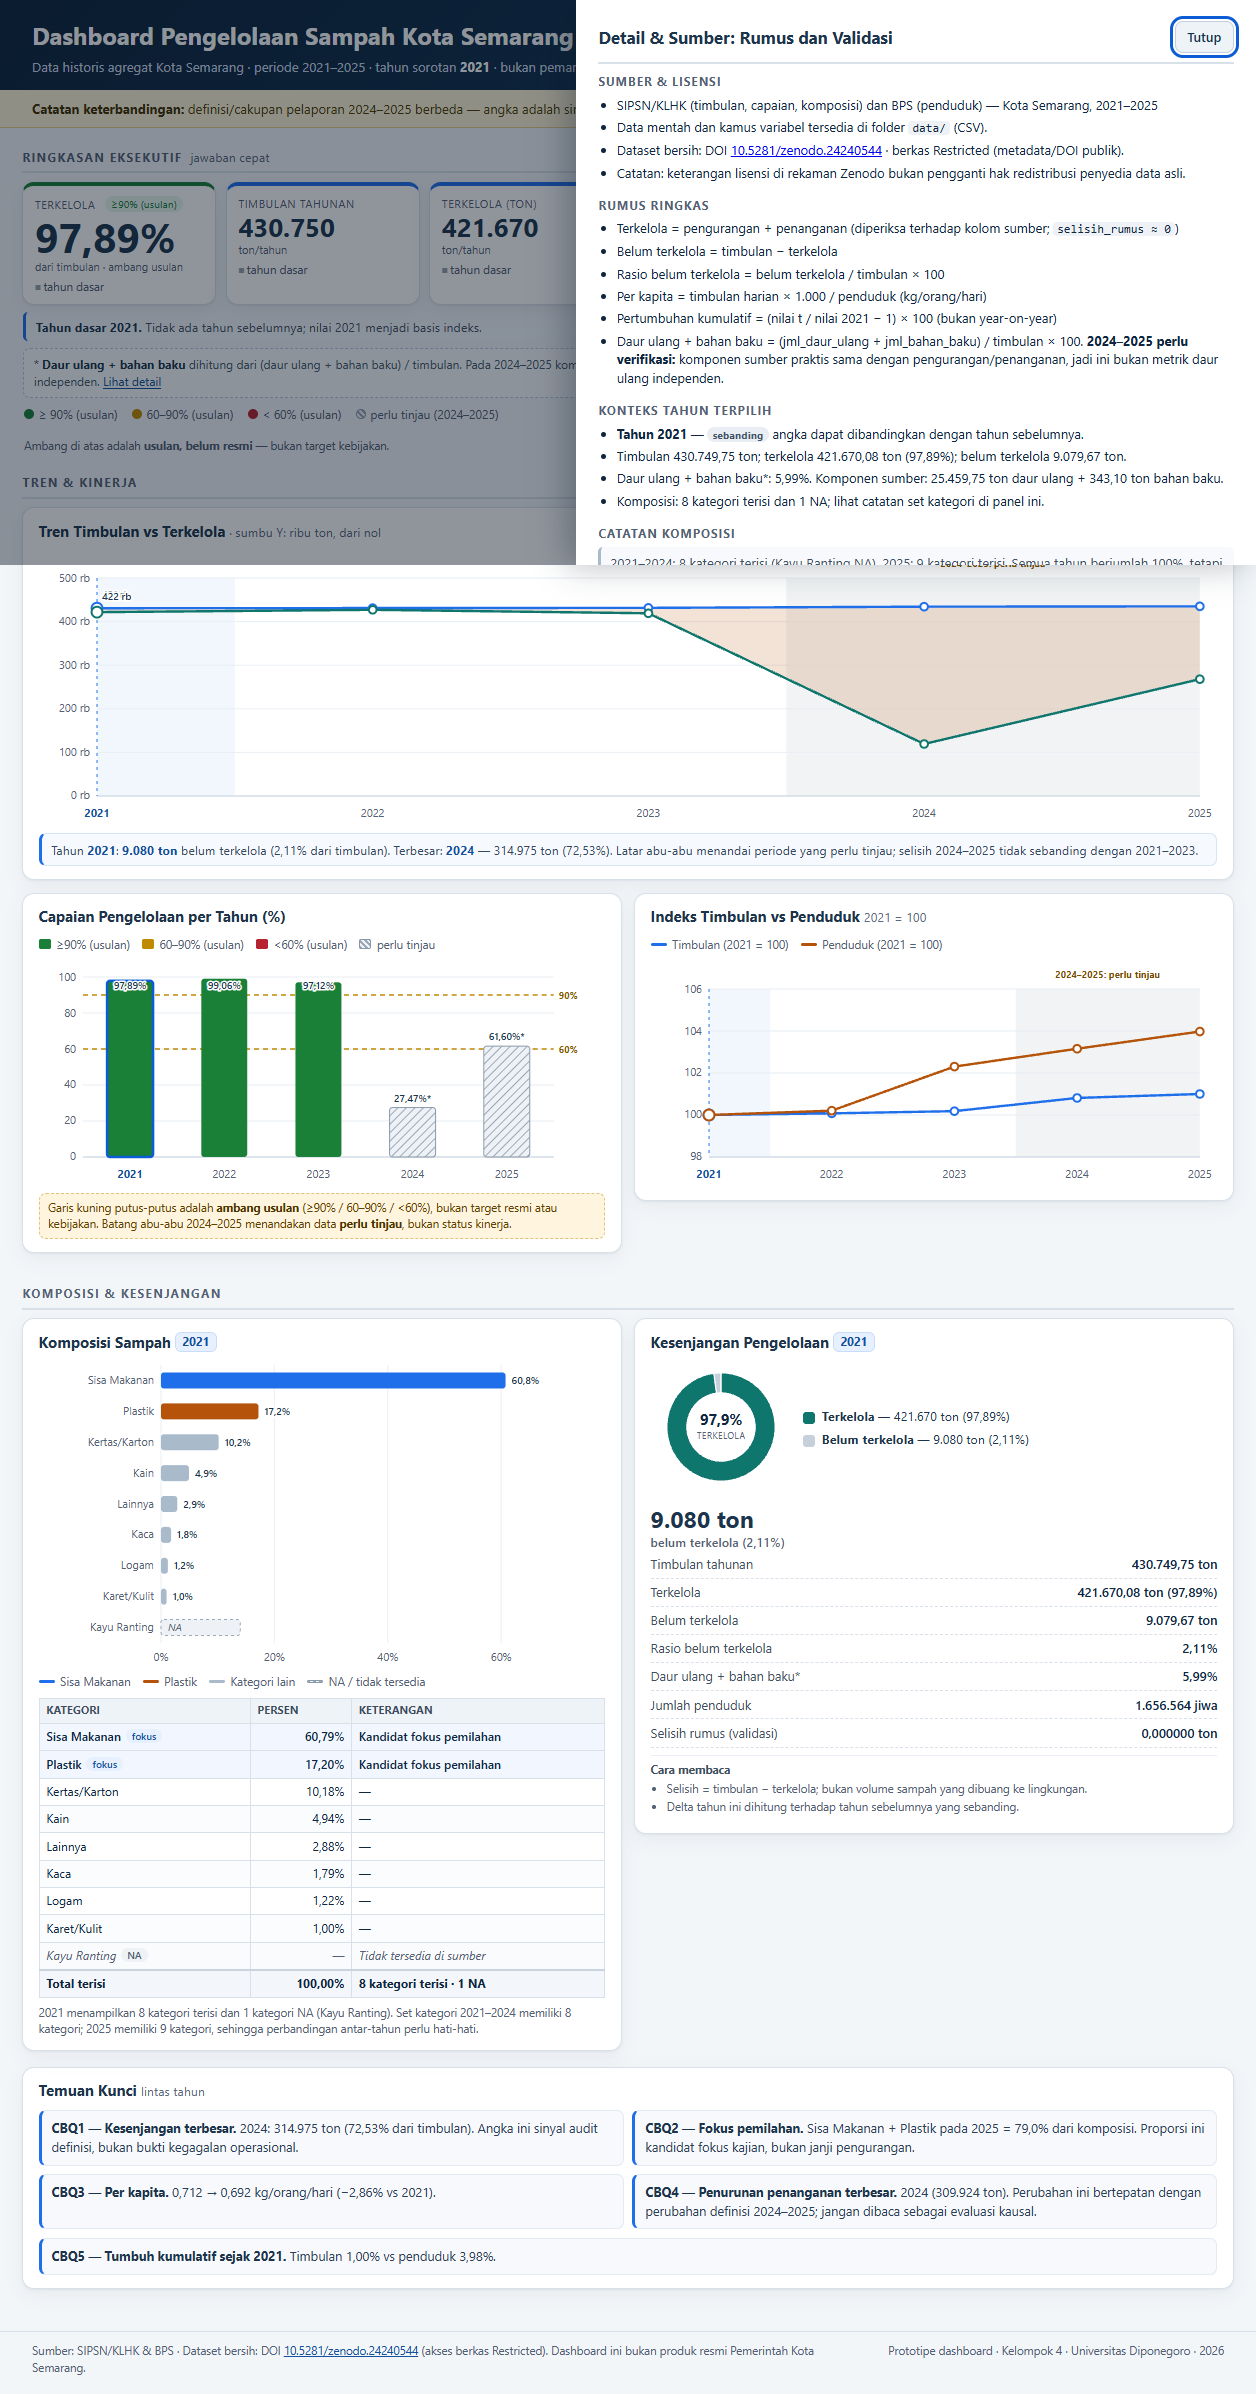 Dashboard Pengelolaan Sampah Kota Semarang
Data historis agregat Kota Semarang · periode 2021–2025 · tahun sorotan 2021 · bukan
Catatan keterbandingan: definisi/cakupan pelaporan 2024–2025 berbeda — angka adalah
RINGKASAN EKSEKUTIF jawaban cepat
TERKELOLA ≥90% (usulan)
97,89%
dari timbulan · ambang usulan
tahun dasar
TIMBULAN TAHUNAN
430.750
ton/tahun
tahun dasar
TERKELOLA (TON)
421.670
ton/tahun
tahun dasar
Tahun dasar 2021. Tidak ada tahun sebelumnya; nilai 2021 menjadi basis indeks.
* Daur ulang + bahan baku dihitung dari (daur ulang + bahan baku) / timbulan. Pada 2024–2025
independen. Lihat detail
≥ 90% (usulan) 60–90% (usulan) < 60% (usulan) perlu tinjau (2024–2025)
Ambang di atas adalah usulan, belum resmi — bukan target kebijakan.
TREN & KINERJA
Tren Timbulan vs Terkelola · sumbu Y: ribu ton, dari nol
Detail & Sumber: Rumus dan Validasi
Tutup
SUMBER & LISENSI
• SIPSN/KLHK (timbulan, capaian, komposisi) dan BPS (penduduk) — Kota Semarang, 2021–2025
• Data mentah dan kamus variabel tersedia di folder data/ (CSV).
• Dataset bersih: DOI 10.5281/zenodo.24240544 · berkas Restricted (metadata/DOI publik).
• Catatan: keterangan lisensi di rekaman Zenodo bukan pengganti hak redistribusi penyedia data asli.
RUMUS RINGKAS
• Terkelola = pengurangan + penanganan (diperiksa terhadap kolom sumber; selisih_rumus ≈ 0 )
• Belum terkelola = timbulan − terkelola
• Rasio belum terkelola = belum terkelola / timbulan × 100
• Per kapita = timbulan harian × 1.000 / penduduk (kg/orang/hari)
• Pertumbuhan kumulatif = (nilai t / nilai 2021 − 1) × 100 (bukan year-on-year)
• Daur ulang + bahan baku = (jml_daur_ulang + jml_bahan_baku) / timbulan × 100. 2024–2025 perlu
verifikasi: komponen sumber praktis sama dengan pengurangan/penanganan, jadi ini bukan metrik daur
ulang independen.
KONTEKS TAHUN TERPILIH
• Tahun 2021 — sebanding angka dapat dibandingkan dengan tahun sebelumnya.
• Timbulan 430.749,75 ton; terkelola 421.670,08 ton (97,89%); belum terkelola 9.079,67 ton.
• Daur ulang + bahan baku*: 5,99%. Komponen sumber: 25.459,75 ton daur ulang + 343,10 ton bahan baku.
• Komposisi: 8 kategori terisi dan 1 NA; lihat catatan set kategori di panel ini.
CATATAN KOMPOSISI
2021–2024: 8 kategori terisi (Kayu Ranting NA). 2025: 9 kategori terisi. Semua tahun berjumlah 100%, tetapi
500 rb
422 rb
400 rb
300 rb
200 rb
100 rb
0 rb
2021 2022 2023 2024 2025
Tahun 2021: 9.080 ton belum terkelola (2,11% dari timbulan). Terbesar: 2024 — 314.975 ton (72,53%). Latar abu-abu menandai periode yang perlu tinjau; selisih 2024–2025 tidak sebanding dengan 2021–2023.
Capaian Pengelolaan per Tahun (%)
≥90% (usulan) 60–90% (usulan) <60% (usulan) perlu tinjau
100
80
60
40
20
0
97,89% 99,06% 97,12% 27,47%* 61,60%*
90%
60%
2021 2022 2023 2024 2025
Garis kuning putus-putus adalah ambang usulan (≥90% / 60–90% / <60%), bukan target resmi atau
kebijakan. Batang abu-abu 2024–2025 menandakan data perlu tinjau, bukan status kinerja.
Indeks Timbulan vs Penduduk 2021 = 100
Timbulan (2021 = 100) Penduduk (2021 = 100)
2024–2025: perlu tinjau
106
104
102
100
98
2021 2022 2023 2024 2025
KOMPOSISI & KESENJANGAN
Komposisi Sampah 2021
Sisa Makanan 60,8%
Plastik 17,2%
Kertas/Karton 10,2%
Kain 4,9%
Lainnya 2,9%
Kaca 1,8%
Logam 1,2%
Karet/Kulit 1,0%
Kayu Ranting NA
0% 20% 40% 60%
Sisa Makanan Plastik Kategori lain NA / tidak tersedia
KATEGORI PERSEN KETERANGAN
Sisa Makanan fokus 60,79% Kandidat fokus pemilahan
Plastik fokus 17,20% Kandidat fokus pemilahan
Kertas/Karton 10,18% —
Kain 4,94% —
Lainnya 2,88% —
Kaca 1,79% —
Logam 1,22% —
Karet/Kulit 1,00% —
Kayu Ranting NA — Tidak tersedia di sumber
Total terisi 100,00% 8 kategori terisi · 1 NA
2021 menampilkan 8 kategori terisi dan 1 kategori NA (Kayu Ranting). Set kategori 2021–2024 memiliki 8
kategori; 2025 memiliki 9 kategori, sehingga perbandingan antar-tahun perlu hati-hati.
Kesenjangan Pengelolaan 2021
97,9%
TERKELOLA
Terkelola — 421.670 ton (97,89%)
Belum terkelola — 9.080 ton (2,11%)
9.080 ton
belum terkelola (2,11%)
Timbulan tahunan 430.749,75 ton
Terkelola 421.670,08 ton (97,89%)
Belum terkelola 9.079,67 ton
Rasio belum terkelola 2,11%
Daur ulang + bahan baku* 5,99%
Jumlah penduduk 1.656.564 jiwa
Selisih rumus (validasi) 0,000000 ton
Cara membaca
• Selisih = timbulan − terkelola; bukan volume sampah yang dibuang ke lingkungan.
• Delta tahun ini dihitung terhadap tahun sebelumnya yang sebanding.
Temuan Kunci lintas tahun
CBQ1 — Kesenjangan terbesar. 2024: 314.975 ton (72,53% dari timbulan). Angka ini sinyal audit
definisi, bukan bukti kegagalan operasional.
CBQ2 — Fokus pemilahan. Sisa Makanan + Plastik pada 2025 = 79,0% dari komposisi. Proporsi ini
kandidat fokus kajian, bukan janji pengurangan.
CBQ3 — Per kapita. 0,712 → 0,692 kg/orang/hari (−2,86% vs 2021).
CBQ4 — Penurunan penanganan terbesar. 2024 (309.924 ton). Perubahan ini bertepatan dengan
perubahan definisi 2024–2025; jangan dibaca sebagai evaluasi kausal.
CBQ5 — Tumbuh kumulatif sejak 2021. Timbulan 1,00% vs penduduk 3,98%.
Sumber: SIPSN/KLHK & BPS · Dataset bersih: DOI 10.5281/zenodo.24240544 (akses berkas Restricted). Dashboard ini bukan produk resmi Pemerintah Kota
Semarang.
Prototipe dashboard · Kelompok 4 · Universitas Diponegoro · 2026